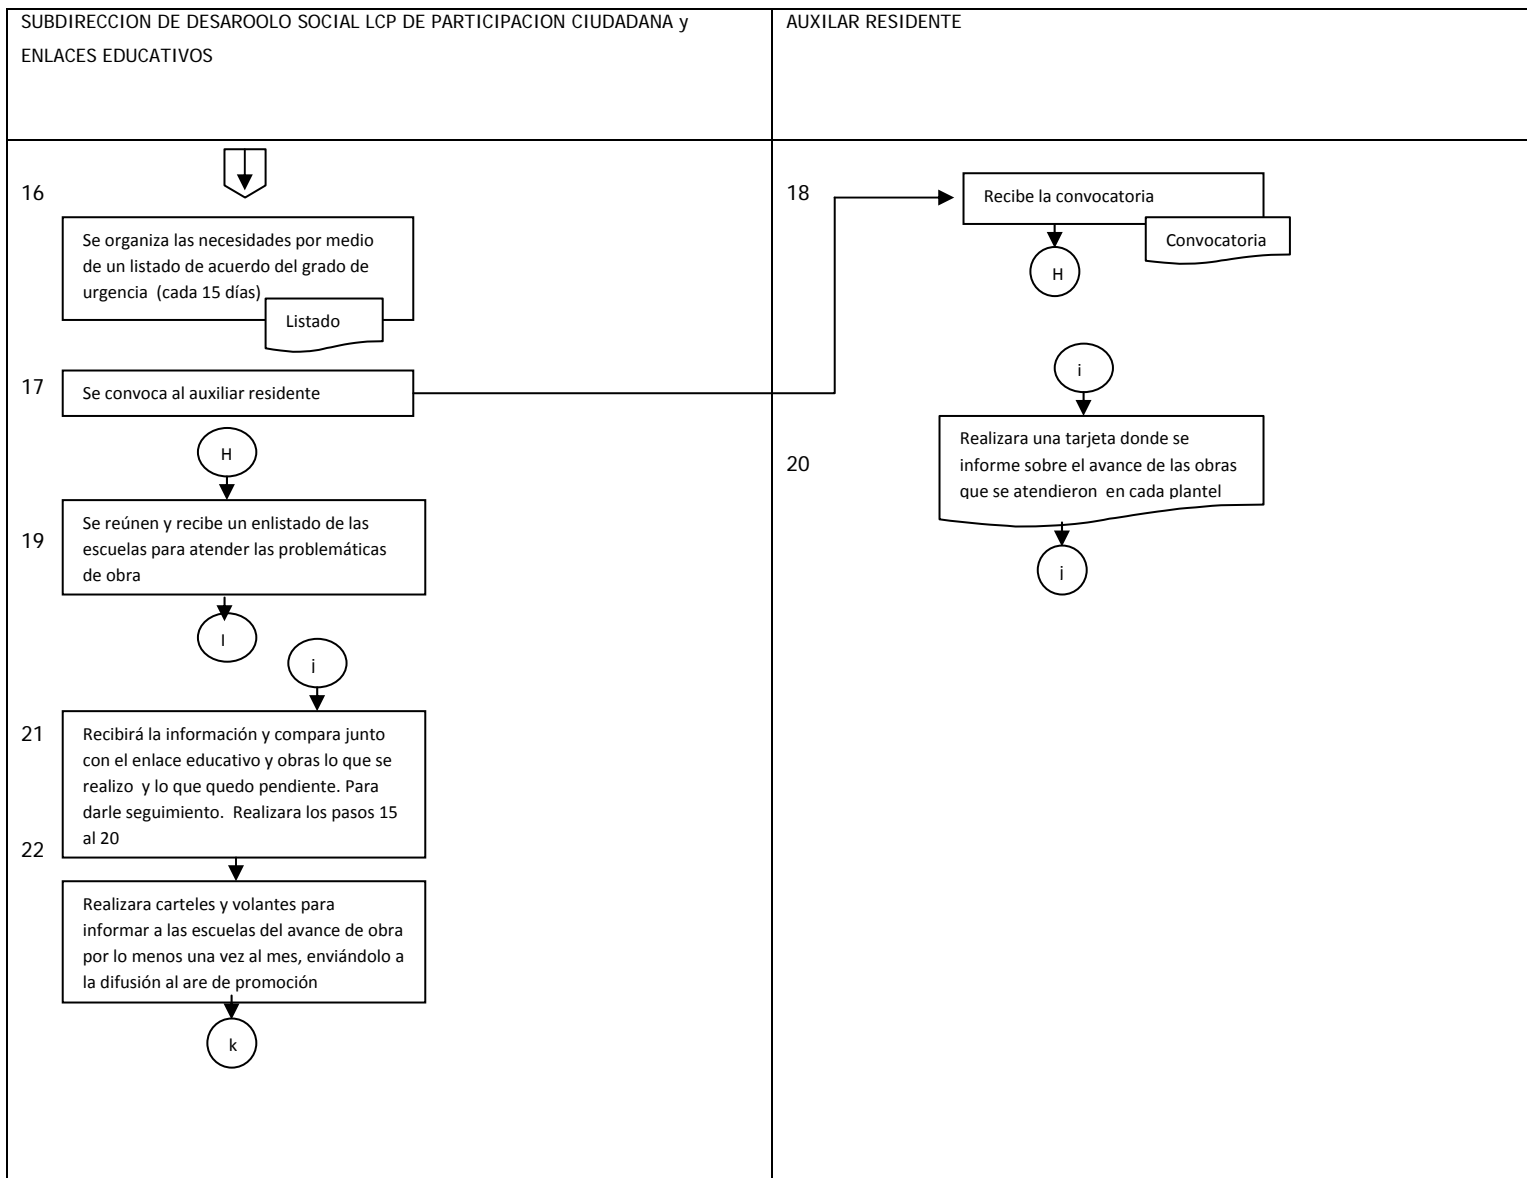 SUBDIRECCION DE DESAROOLO SOCIAL LCP DE PARTICIPACION CIUDADANA y
ENLACES EDUCATIVOS
AUXILAR RESIDENTE
16
Se organiza las necesidades por medio
de un listado de acuerdo del grado de
urgencia (cada 15 días)
Listado
17
Se convoca al auxiliar residente
18
Recibe la convocatoria
Convocatoria
H
H
19
Se reúnen y recibe un enlistado de las
escuelas para atender las problemáticas
de obra
I
i
20
Realizara una tarjeta donde se
informe sobre el avance de las obras
que se atendieron en cada plantel
j
j
21
Recibirá la información y compara junto
con el enlace educativo y obras lo que se
realizo y lo que quedo pendiente. Para
darle seguimiento. Realizara los pasos 15
al 20
22
Realizara carteles y volantes para
informar a las escuelas del avance de obra
por lo menos una vez al mes, enviándolo a
la difusión al are de promoción
k